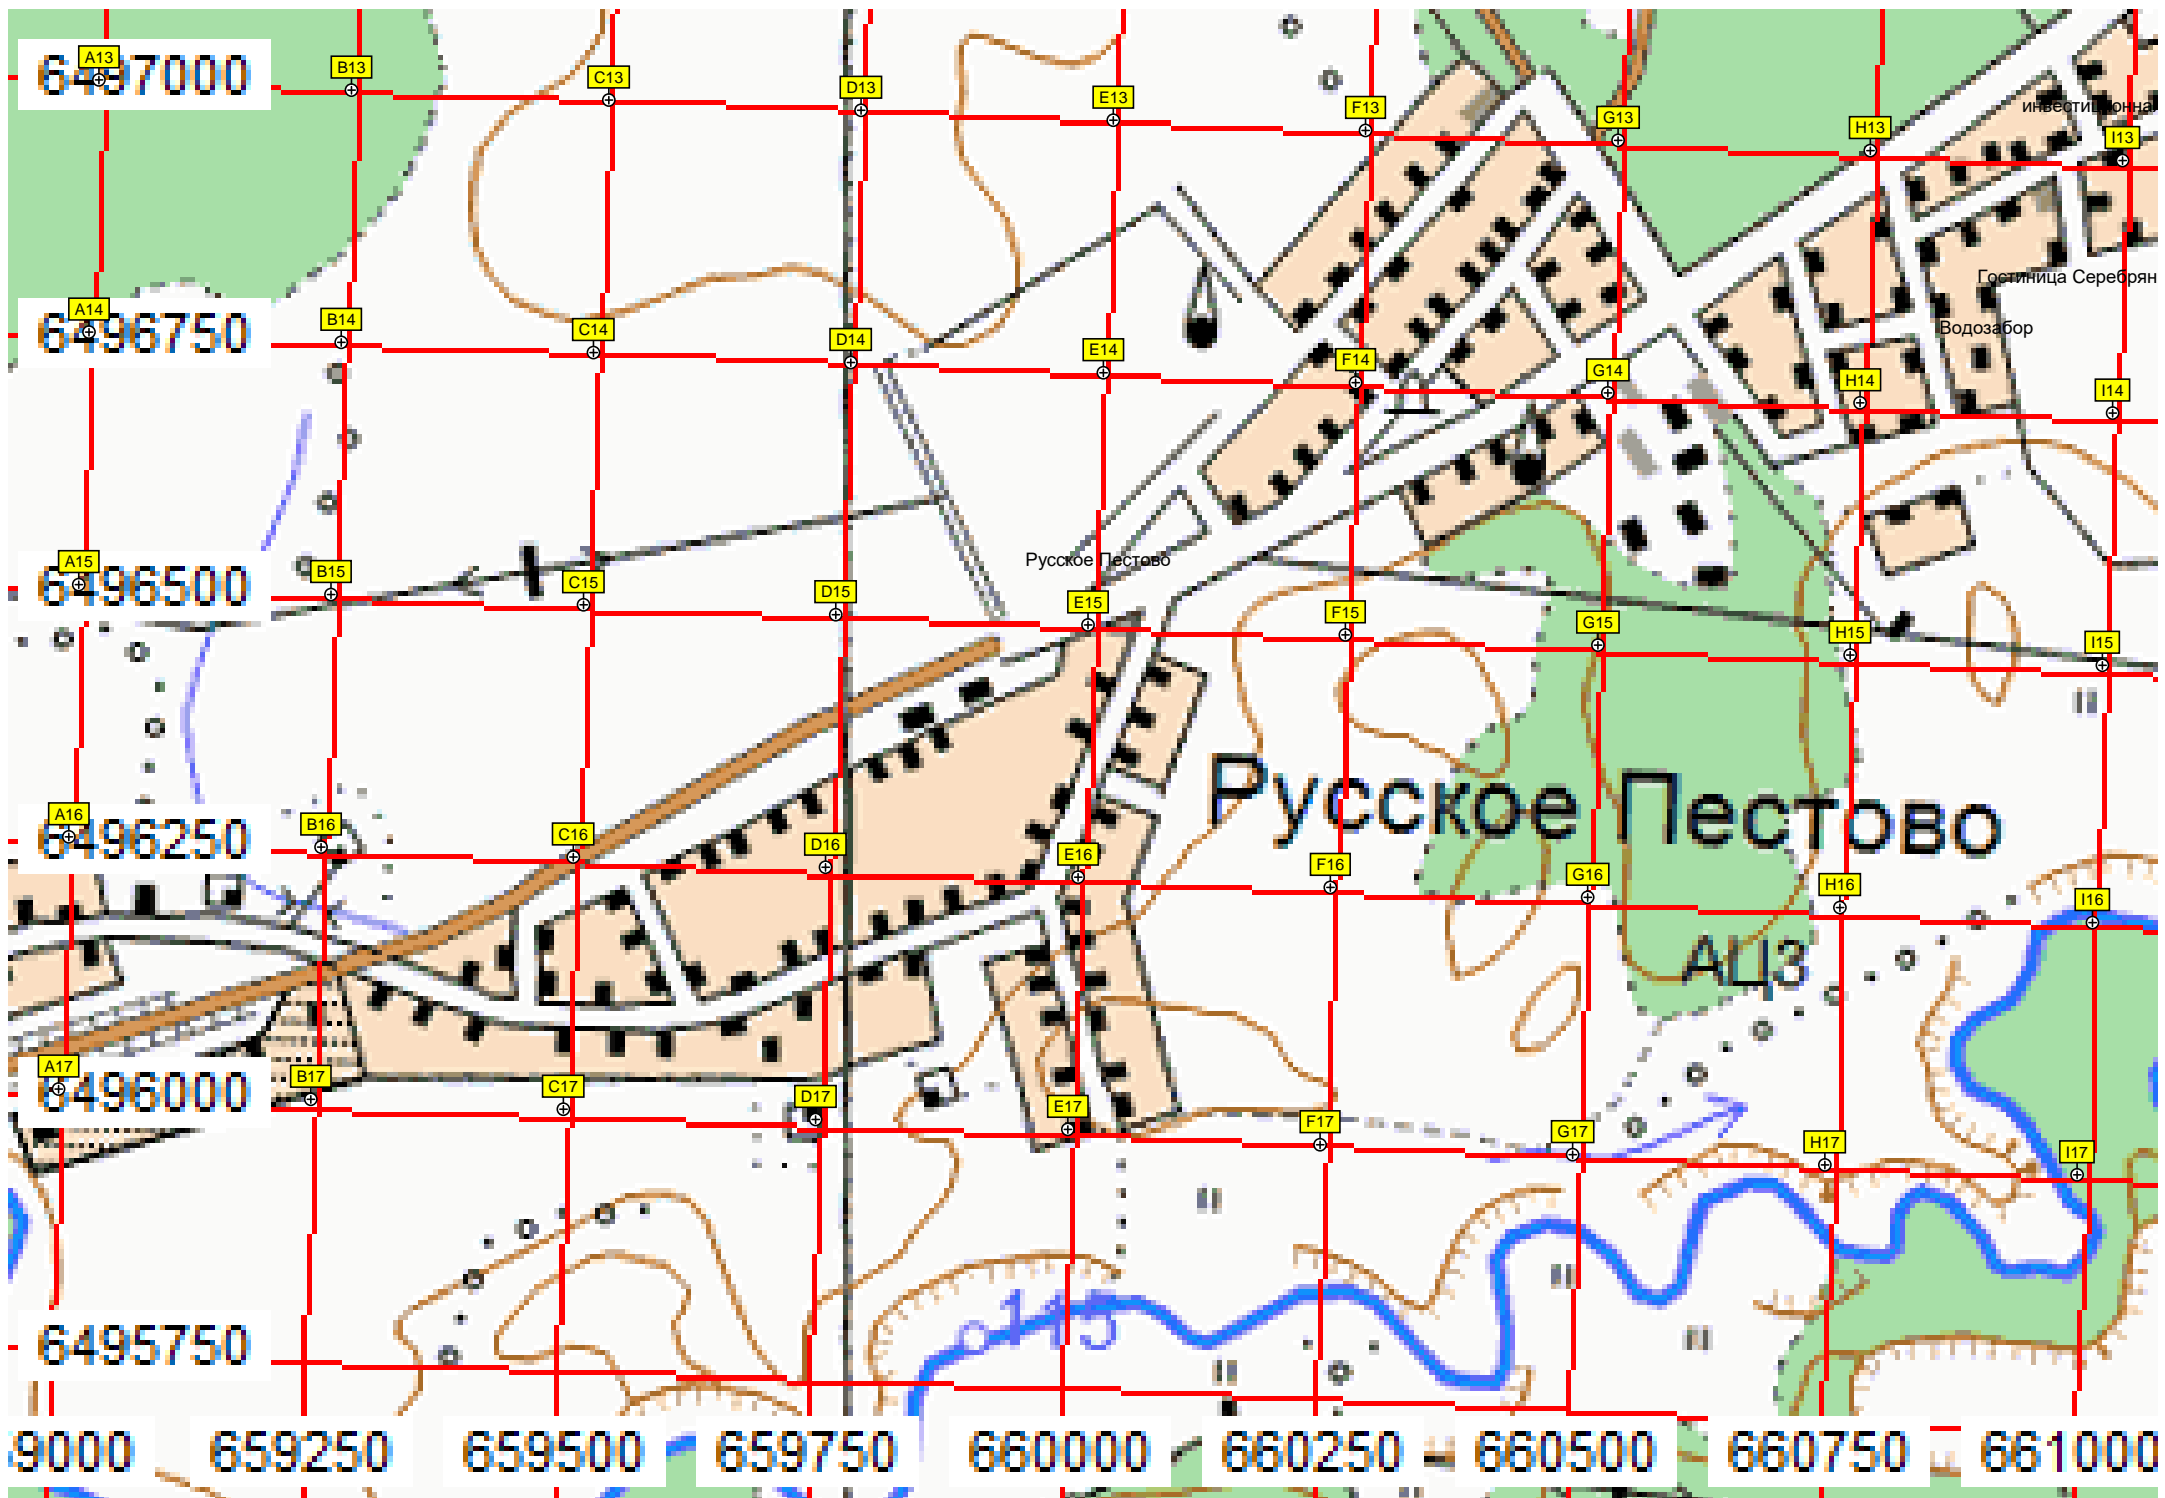 A13 B13 C13 D13 E13 F13 G13 H13 I13
6497000
Гостиница Серебрян
A14 B14 C14 D14 E14 F14 G14 H14 I14
6496750
Водозабор
Русское Пестово
A15 B15 C15 D15 E15 F15 G15 H15 I15
6496500
Русское Пестово
A16 B16 C16 D16 E16 F16 G16 H16 I16
6496250
АЦЗ
A17 B17 C17 D17 E17 F17 G17 H17 I17
6496000
115
6495750
9000 659250 659500 659750 660000 660250 660500 660750 661000